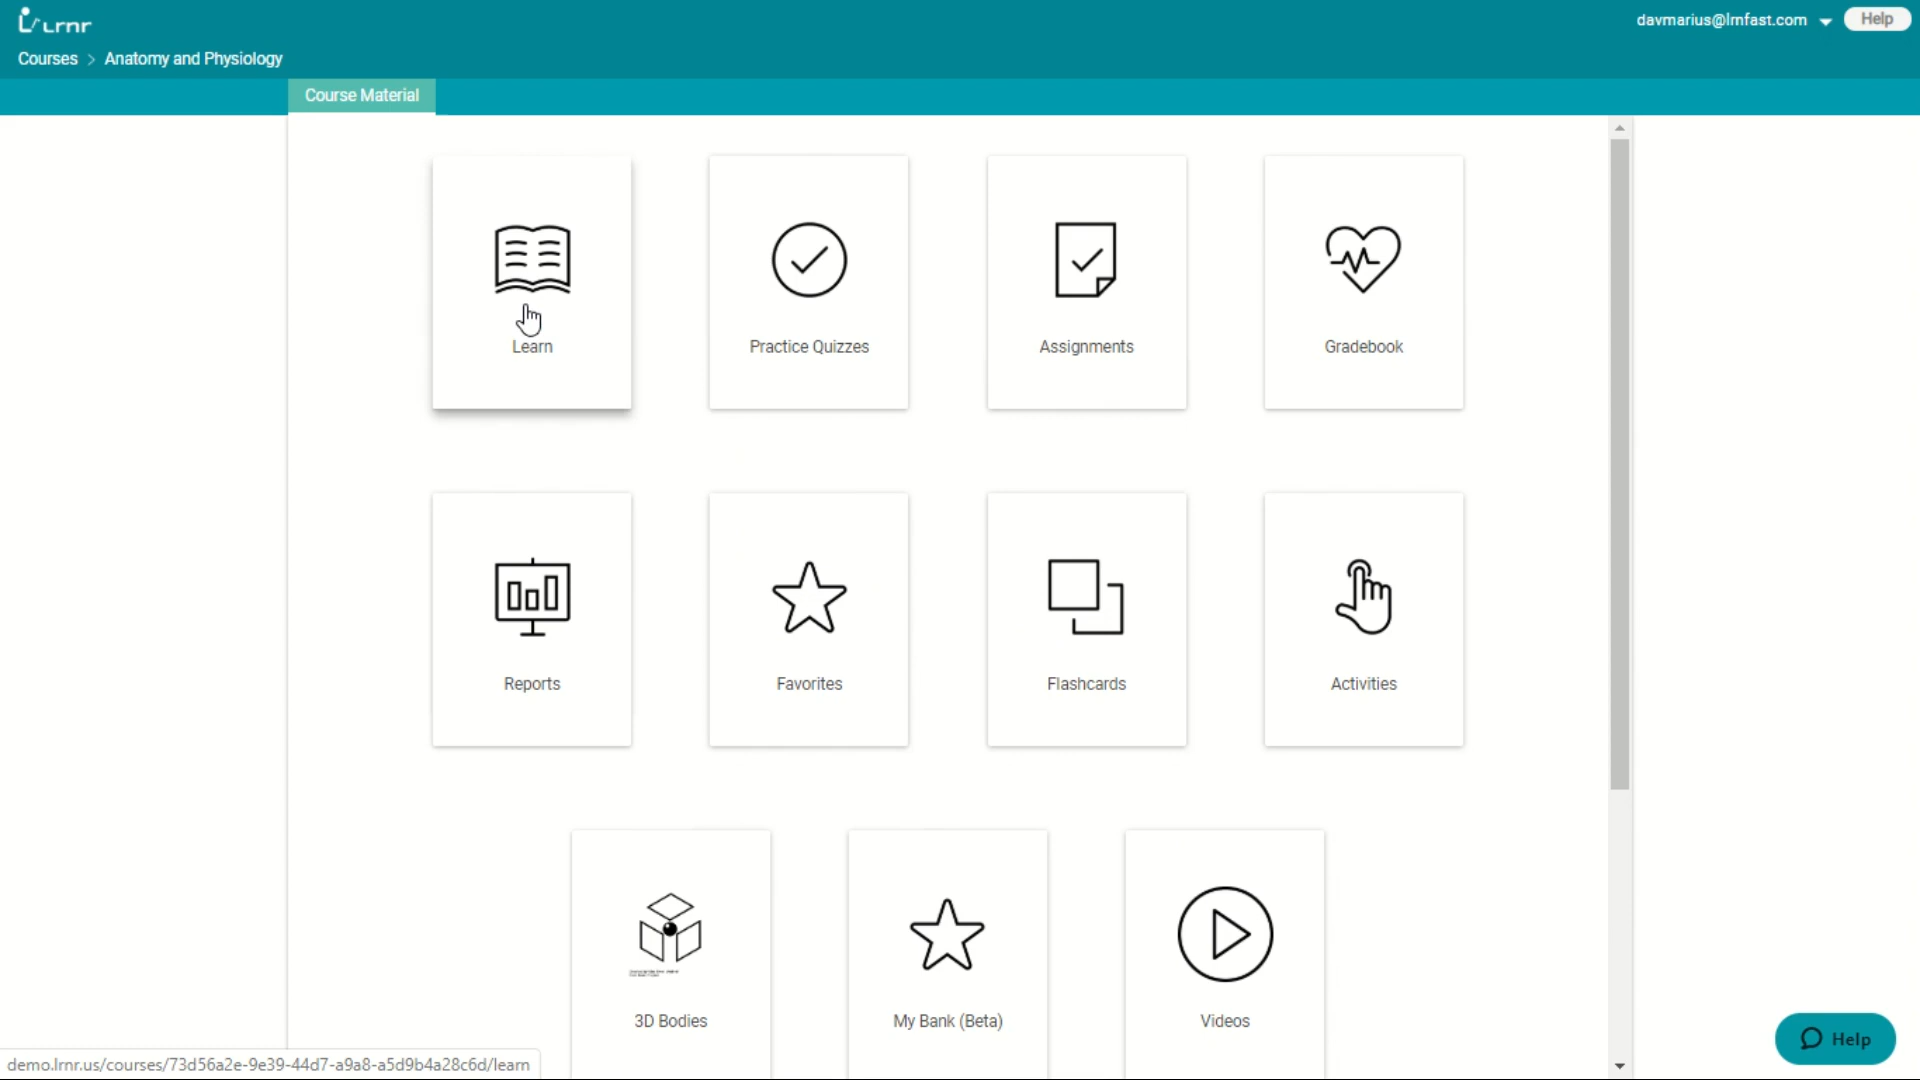 Lrnr
davmarius@lmfast.com
Help
Courses > Anatomy and Physiology
Course Material
Learn
Practice Quizzes
Assignments
Gradebook
Reports
Favorites
Flashcards
Activities
3D Bodies
My Bank (Beta)
Videos
Help
demo.lrnr.us/courses/73d56a2e-9e39-44d7-a9a8-a5d9b4a28c6d/learn